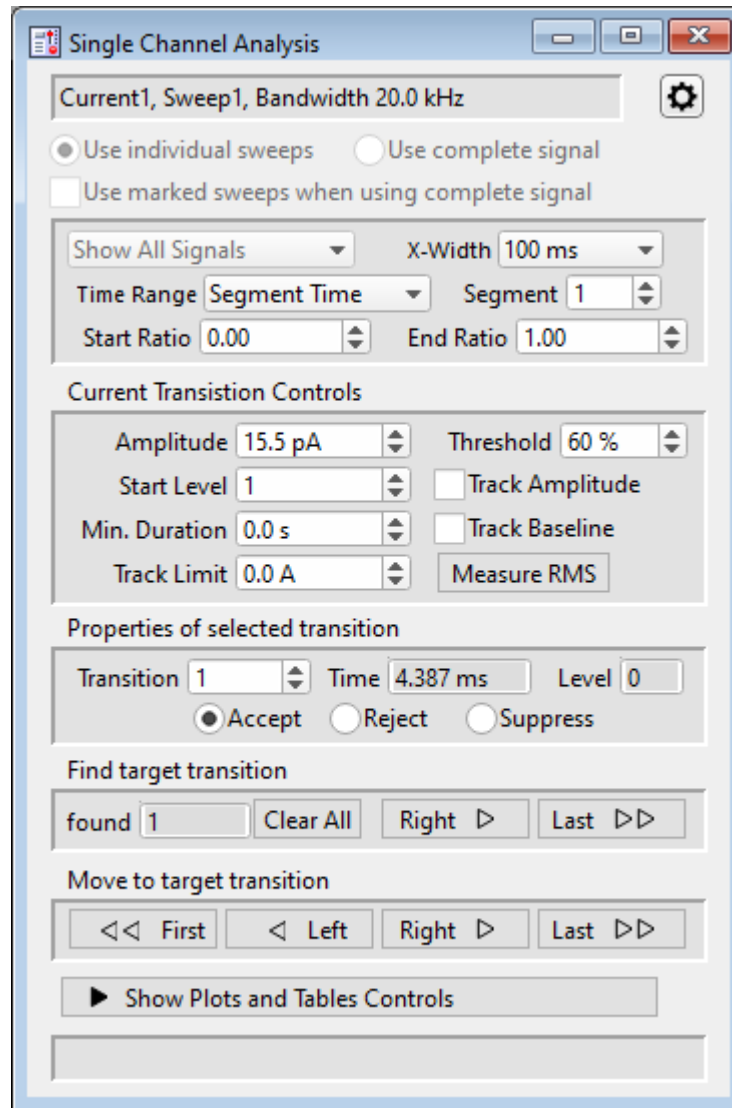 Single Channel Analysis
Current1, Sweep1, Bandwidth 20.0 kHz
Use individual sweeps Use complete signal
Use marked sweeps when using complete signal
Show All Signals X-Width 100 ms
Time Range Segment Time Segment 1
Start Ratio 0.00 End Ratio 1.00
Current Transistion Controls
Amplitude 15.5 pA Threshold 60 %
Start Level 1 Track Amplitude
Min. Duration 0.0 s Track Baseline
Track Limit 0.0 A Measure RMS
Properties of selected transition
Transition 1 Time 4.387 ms Level 0
Accept Reject Suppress
Find target transition
found 1 Clear All Right Last
Move to target transition
First Left Right Last
Show Plots and Tables Controls